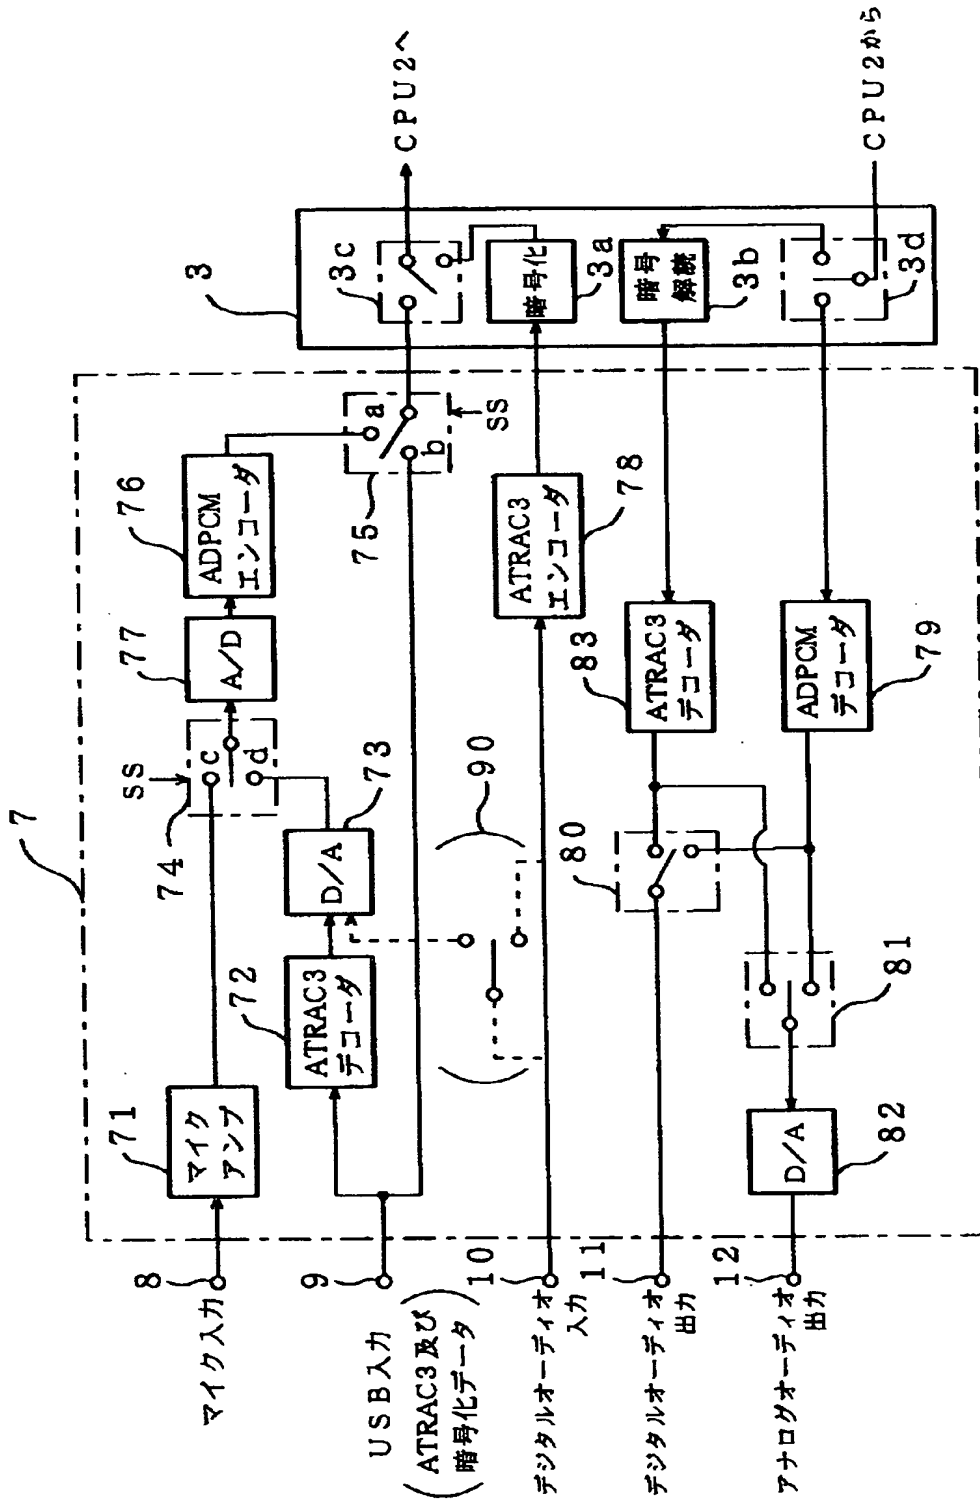 7
8
マイク入力
71
マイク
アンプ
SS
c
d
74
77
A/D
76
ADPCM
エンコーダ
9
USB入力
ATRAC3及び
暗号化データ
72
ATRAC3
デコーダ
73
D/A
75
a
b
SS
3
3c
CPU2へ
90
10
デジタルオーディオ
入力
ATRAC3
エンコーダ
78
暗号化
3a
11
デジタルオーディオ
出力
80
83
ATRAC3
デコーダ
暗号
解読
3b
12
アナログオーディオ
出力
D/A
82
81
ADPCM
デコーダ
79
3d
CPU2から